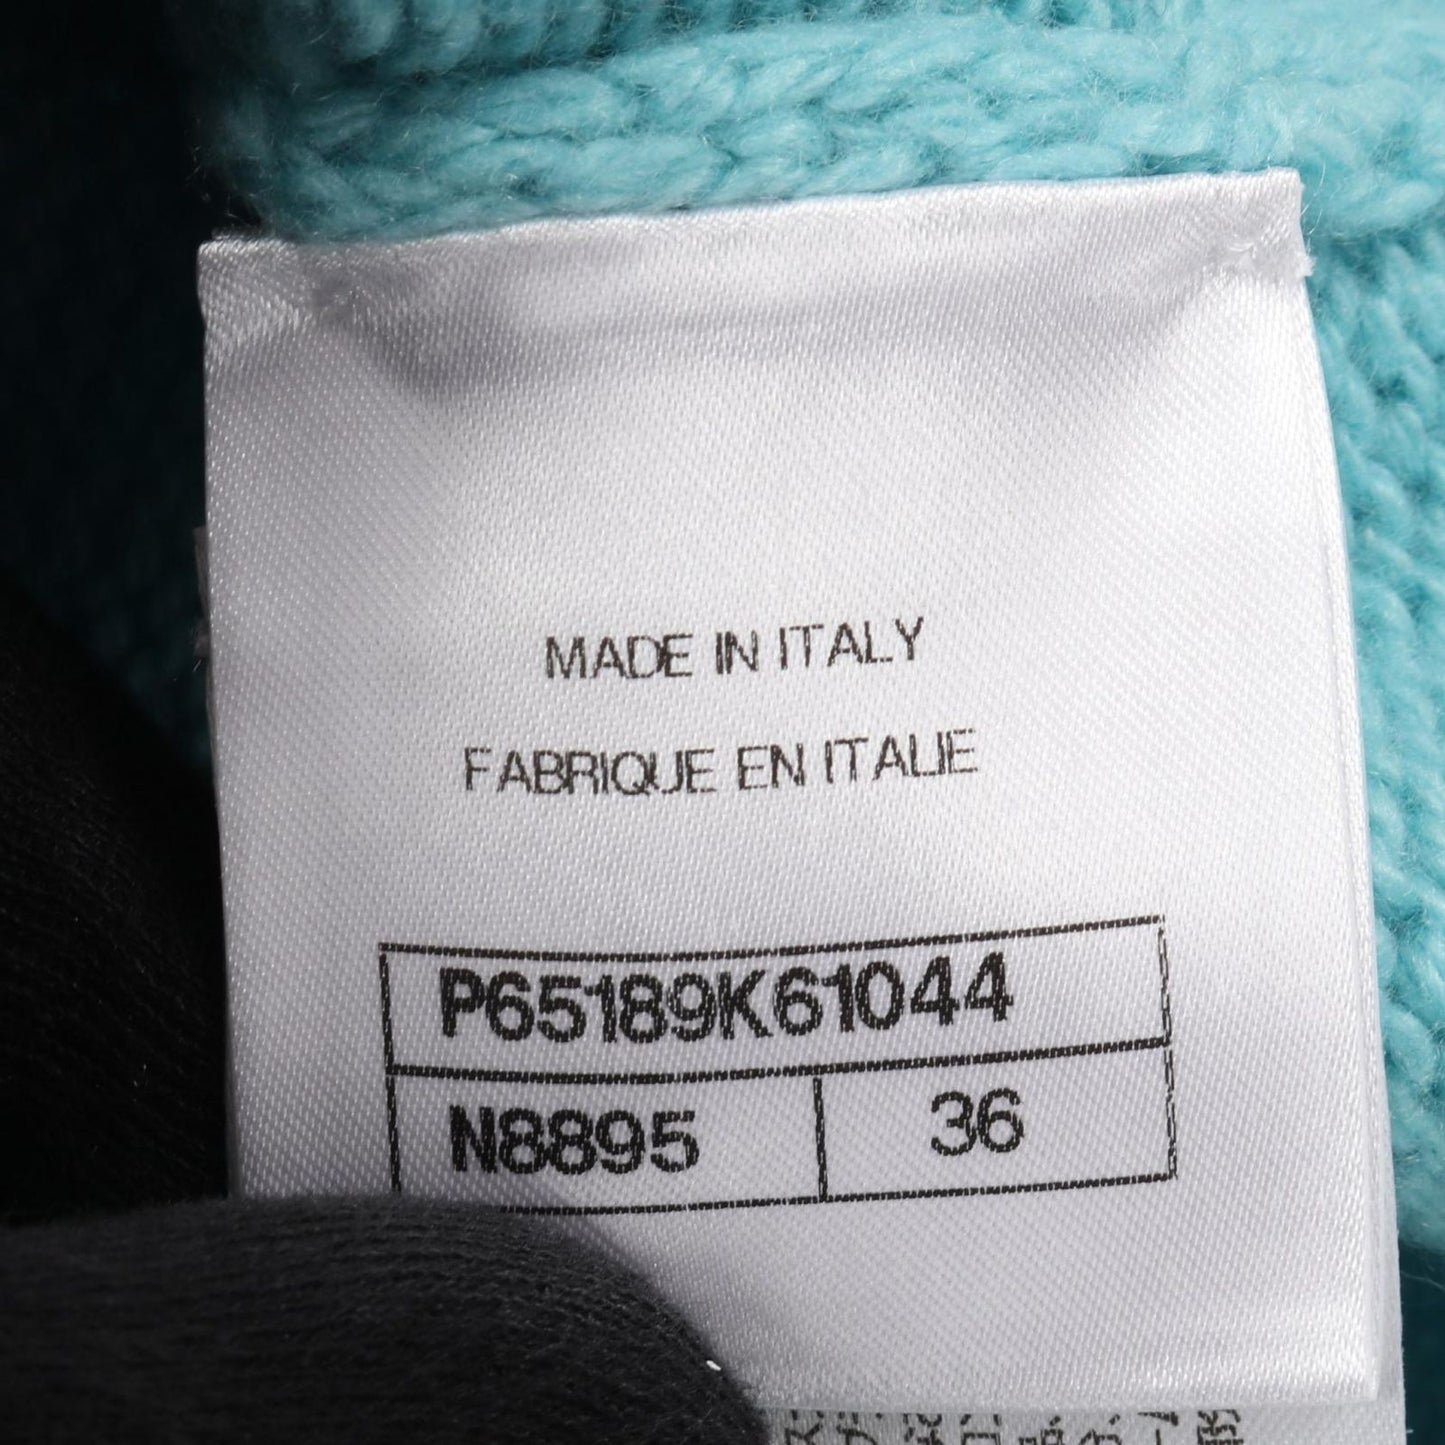 MADE IN ITALY
FABRIQUE EN ITALIE
P65189K61044
N8895 36